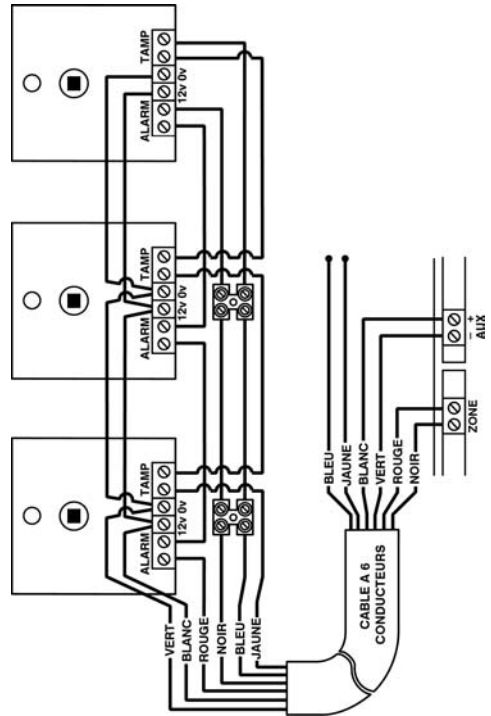 TAMP
12v 0v
ALARM
TAMP
12v 0v
ALARM
TAMP
12v 0v
ALARM
VERT
BLANC
ROUGE
NOIR
BLEU
JAUNE
BLEU
JAUNE
BLANC
VERT
ROUGE
NOIR
CABLE A 6
CONDUCTEURS
- +
AUX
ZONE